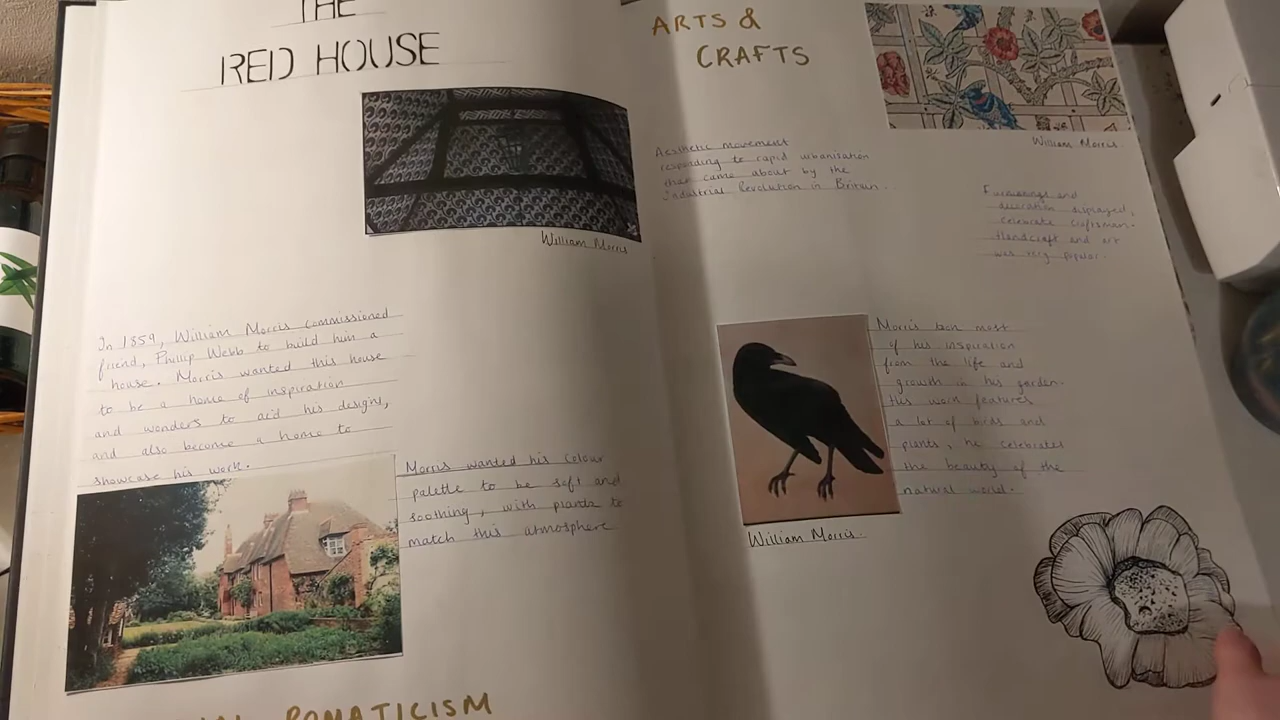 THE
RED HOUSE
William Morris
In 1859, William Morris commissioned
friend, Phillip Webb to build him a
house. Morris wanted this house
to be a home of inspiration
and wonders to aid his designs,
and also become a home to
showcase his work.
Morris wanted his colour
palette to be soft and
soothing, with plants to
match this atmosphere
ROMATICISM
ARTS &
CRAFTS
William Morris.
Aesthetic movement
responding to rapid urbanisation
that came about by the
industrial Revolution in Britain.
Furnishings and
decoration displayed,
celebrate craftsman-
Handcraft and art
was very popular.
Morris took most
of his inspiration
from the life and
growth in his garden.
His work features
a lot of birds and
plants, he celebrates
the beauty of the
natural world.
William Morris.